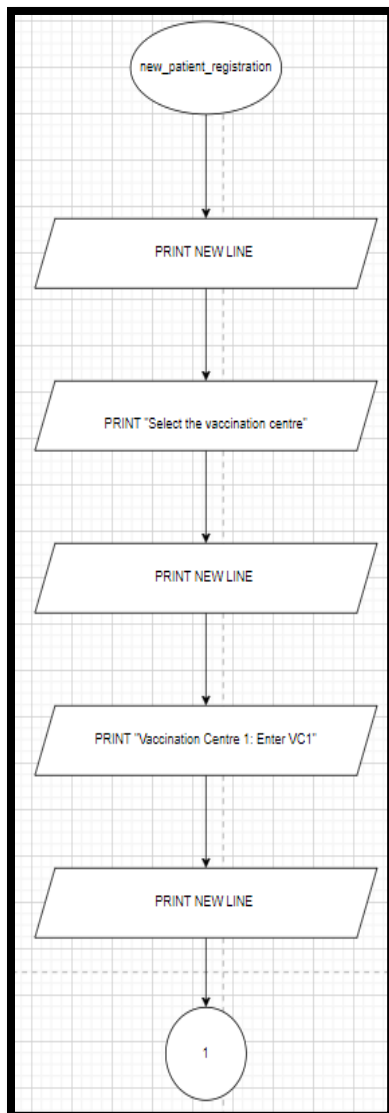 new_patient_registration
PRINT NEW LINE
PRINT "Select the vaccination centre"
PRINT NEW LINE
PRINT "Vaccination Centre 1: Enter VC1"
PRINT NEW LINE
1